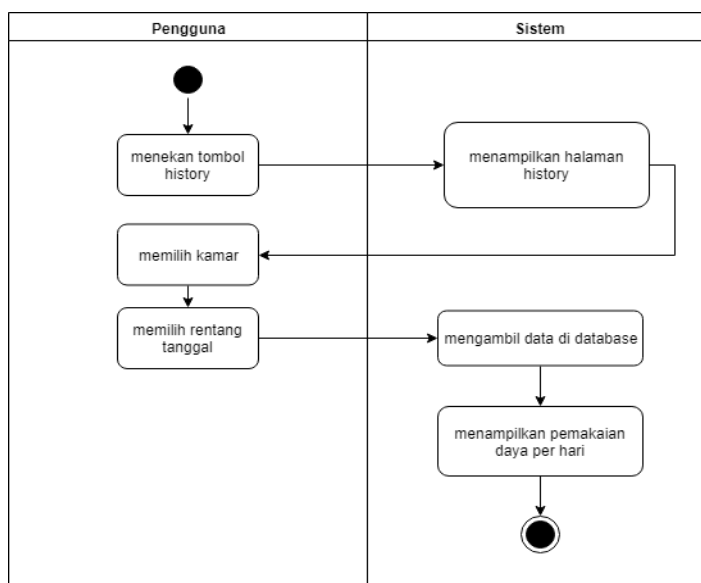 Pengguna
Sistem
menekan tombol
history
menampilkan halaman
history
memilih kamar
memilih rentang
tanggal
mengambil data di database
menampilkan pemakaian
daya per hari